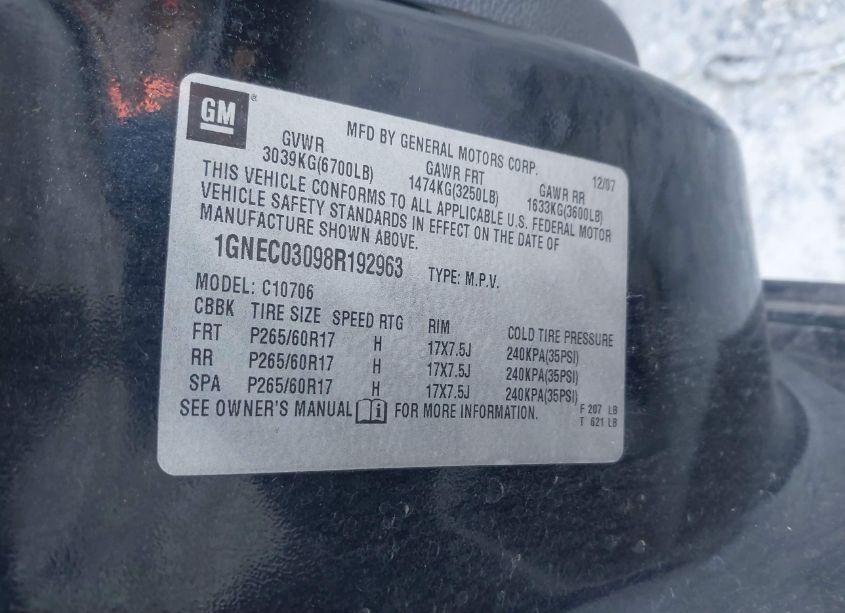 GM ®
MFD BY GENERAL MOTORS CORP. 12/07
GVWR GAWR FRT GAWR RR
3039KG(6700LB) 1474KG(3250LB) 1633KG(3600LB)
THIS VEHICLE CONFORMS TO ALL APPLICABLE U.S. FEDERAL MOTOR
VEHICLE SAFETY STANDARDS IN EFFECT ON THE DATE OF
MANUFACTURE SHOWN ABOVE.
1GNEC03098R192963 TYPE: M.P.V.
MODEL: C10706
CBBK TIRE SIZE SPEED RTG RIM COLD TIRE PRESSURE
FRT P265/60R17 H 17X7.5J 240KPA(35PSI)
RR P265/60R17 H 17X7.5J 240KPA(35PSI)
SPA P265/60R17 H 17X7.5J 240KPA(35PSI)
SEE OWNER'S MANUAL i FOR MORE INFORMATION.
F 207 LB
T 621 LB